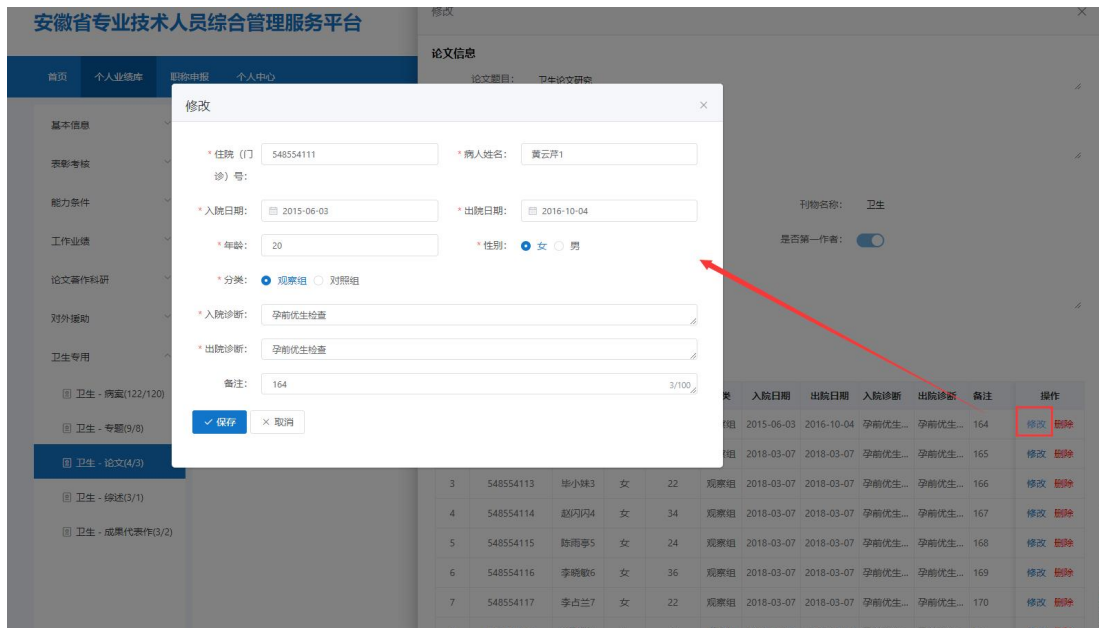 安徽省专业技术人员综合管理服务平台
修改
首页 个人业绩库 职称申报 个人中心
论文信息
论文题目： 卫生论文研究
基本信息
表彰考核
能力条件
工作业绩
论文著作科研
对外援助
卫生专用
卫生 - 病案(122/120)
卫生 - 专题(9/8)
卫生 - 论文(4/3)
卫生 - 综述(3/1)
卫生 - 成果代表作(3/2)
修改
* 住院（门诊）号： 548554111 * 病人姓名： 黄云芹1
* 入院日期： 2015-06-03 * 出院日期： 2016-10-04
* 年龄： 20 * 性别： 女 男
* 分类： 观察组 对照组
* 入院诊断： 孕前优生检查
* 出院诊断： 孕前优生检查
备注： 164 3/100
保存 取消
刊物名称： 卫生
是否第一作者：
类 入院日期 出院日期 入院诊断 出院诊断 备注 操作
组 2015-06-03 2016-10-04 孕前优生... 孕前优生... 164 修改 删除
组 2018-03-07 2018-03-07 孕前优生... 孕前优生... 165 修改 删除
3 548554113 毕小妹3 女 22 观察组 2018-03-07 2018-03-07 孕前优生... 孕前优生... 166 修改 删除
4 548554114 赵闪闪4 女 34 观察组 2018-03-07 2018-03-07 孕前优生... 孕前优生... 167 修改 删除
5 548554115 陈雨亭5 女 24 观察组 2018-03-07 2018-03-07 孕前优生... 孕前优生... 168 修改 删除
6 548554116 李晓敏6 女 36 观察组 2018-03-07 2018-03-07 孕前优生... 孕前优生... 169 修改 删除
7 548554117 李占兰7 女 22 观察组 2018-03-07 2018-03-07 孕前优生... 孕前优生... 170 修改 删除